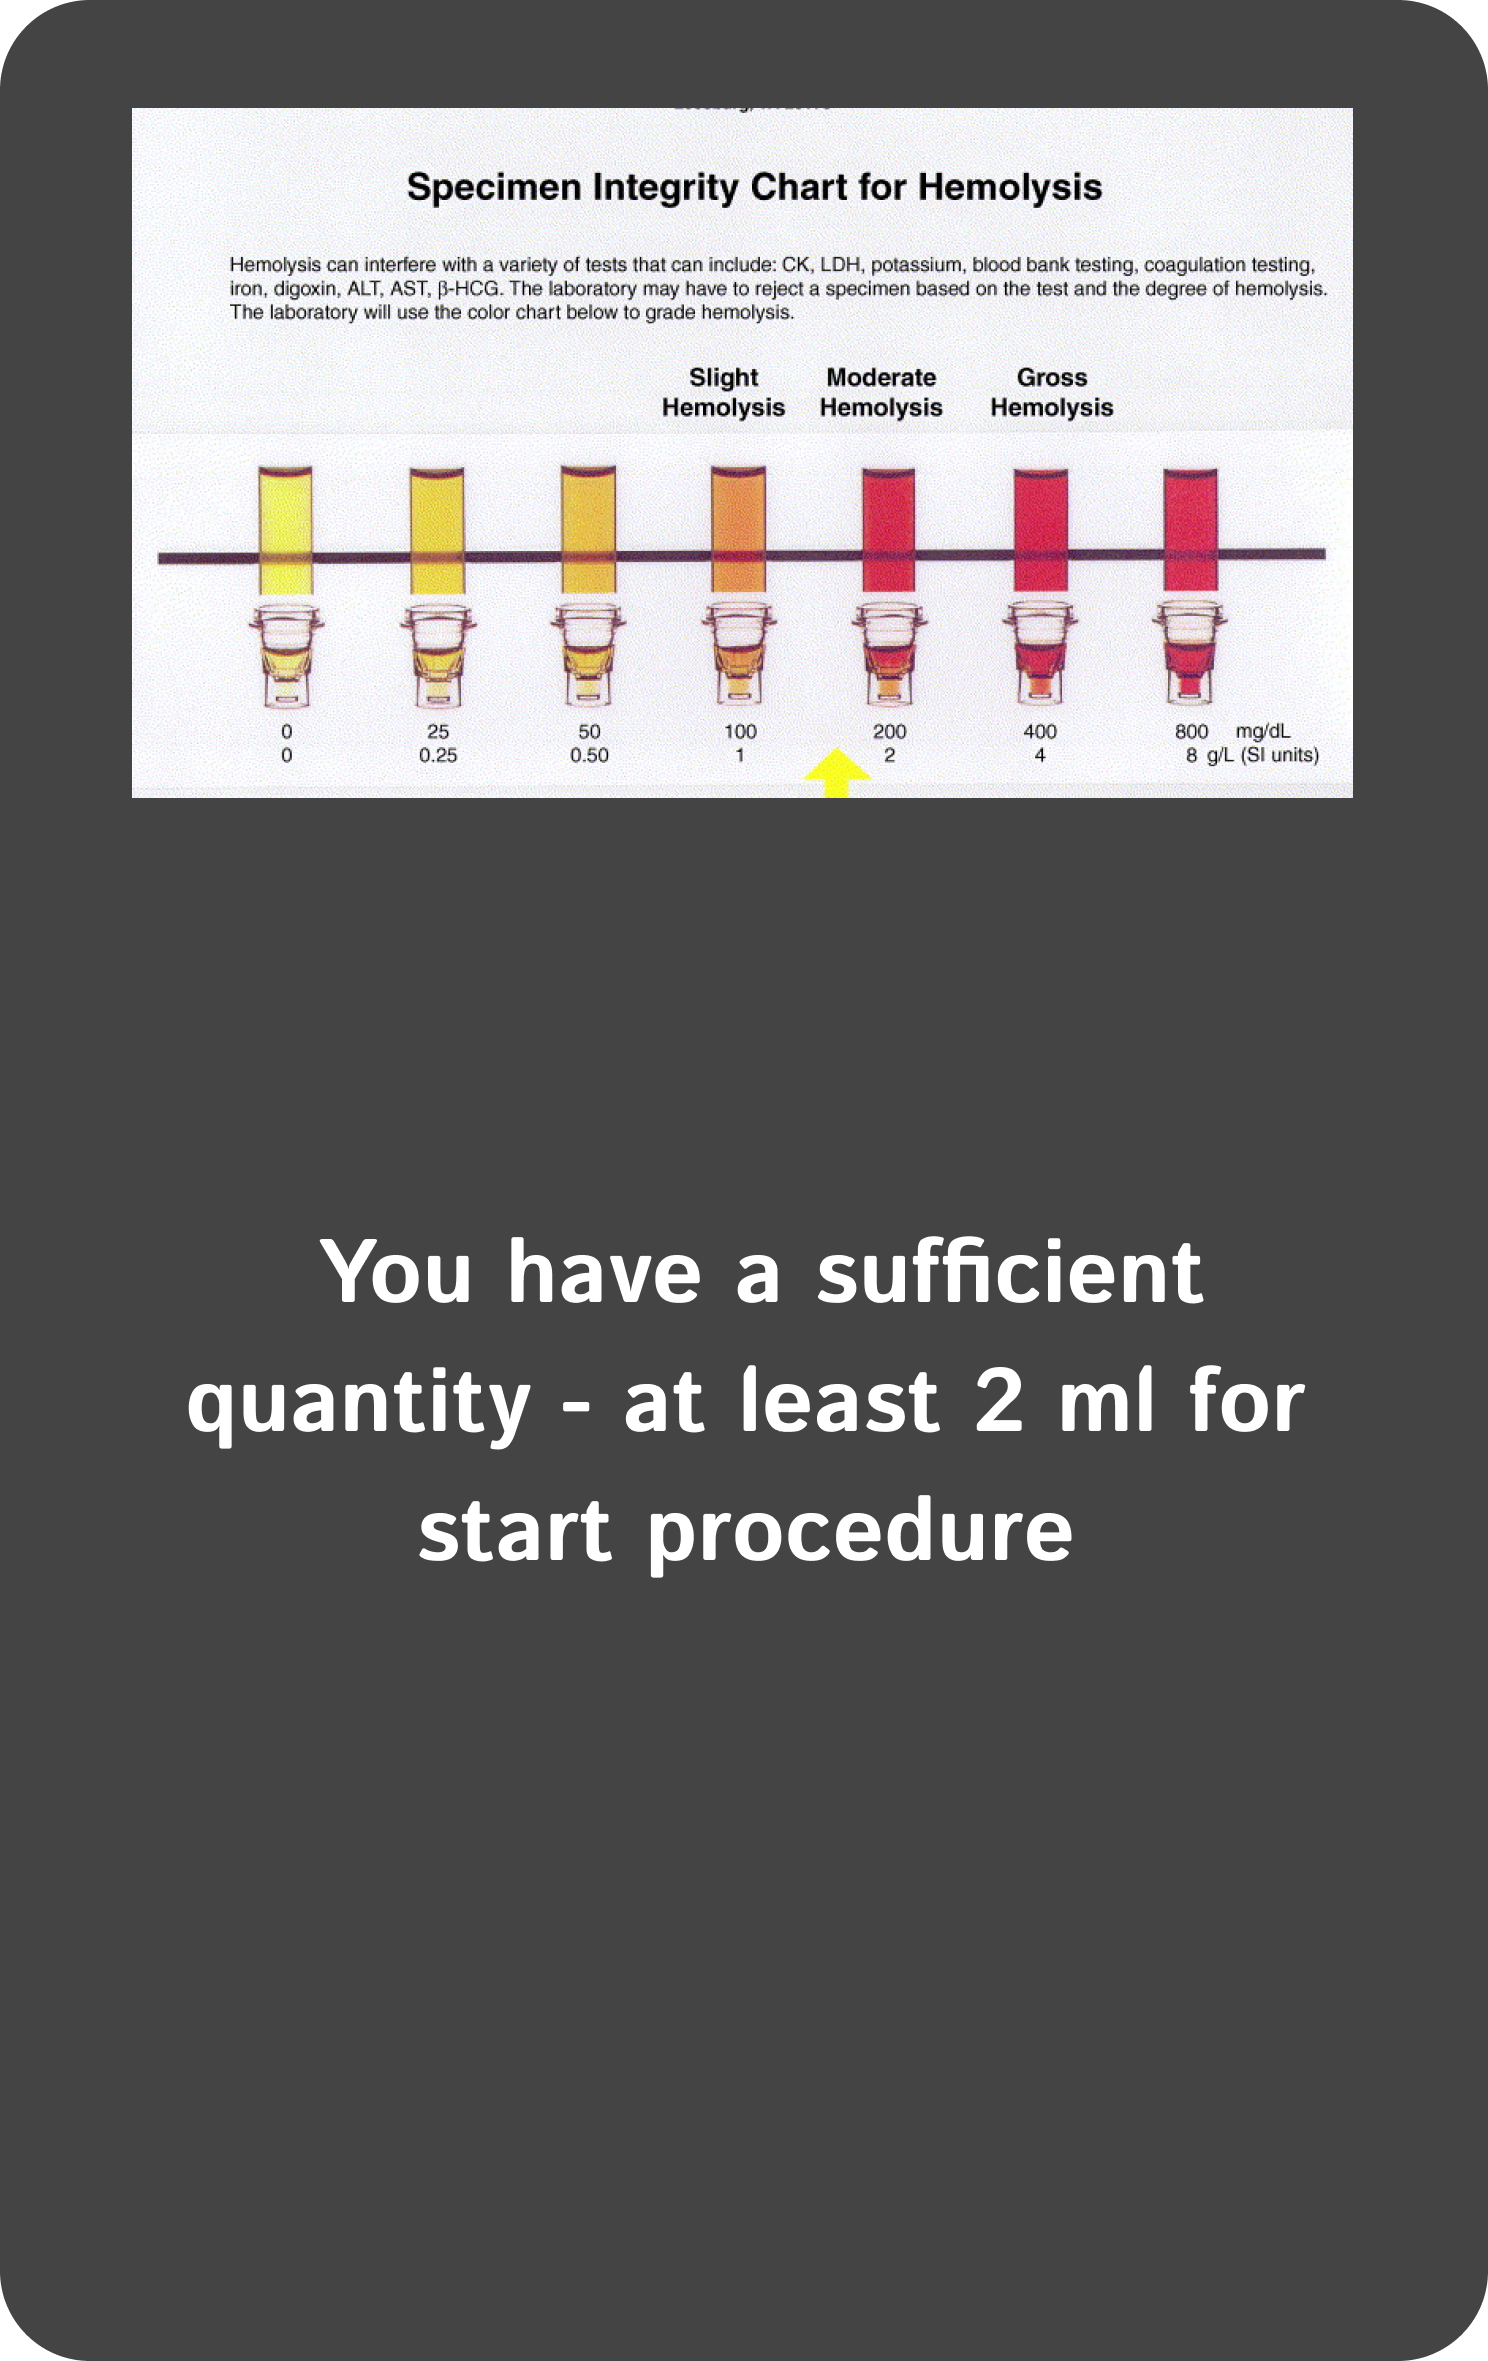 Specimen Integrity Chart for Hemolysis
Hemolysis can interfere with a variety of tests that can include: CK, LDH, potassium, blood bank testing, coagulation testing,
iron, digoxin, ALT, AST, β-HCG. The laboratory may have to reject a specimen based on the test and the degree of hemolysis.
The laboratory will use the color chart below to grade hemolysis.
Slight Moderate Gross
Hemolysis Hemolysis Hemolysis
0 25 50 100 200 400 800 mg/dL
0 0.25 0.50 1 2 4 8 g/L (SI units)
You have a sufficient
quantity - at least 2 ml for
start procedure